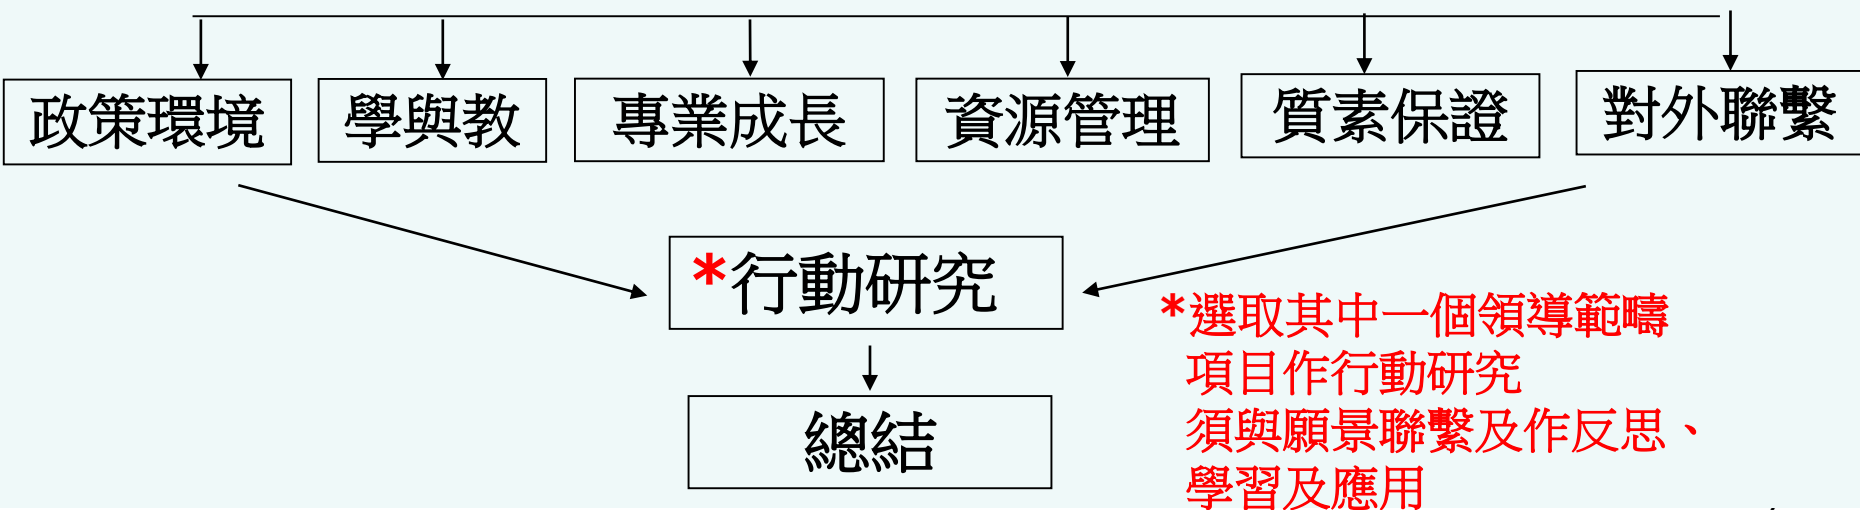 政策環境
學與教
專業成長
資源管理
質素保證
對外聯繫
*行動研究
*選取其中一個領導範疇
項目作行動研究
須與願景聯繫及作反思、
學習及應用
總結